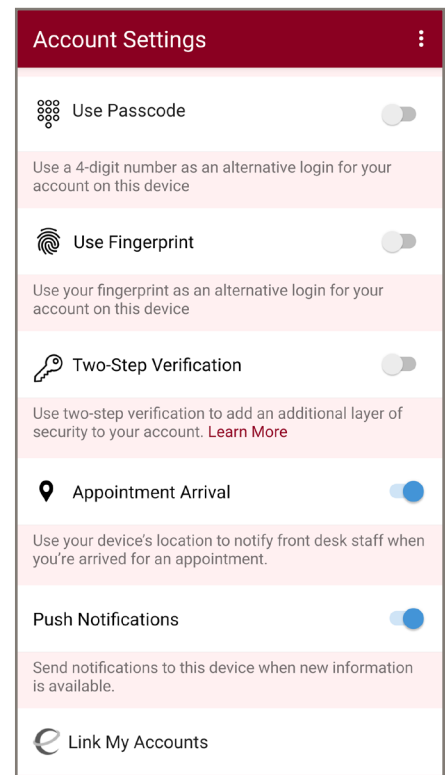 Account Settings
Use Passcode
Use a 4-digit number as an alternative login for your
account on this device
Use Fingerprint
Use your fingerprint as an alternative login for your
account on this device
Two-Step Verification
Use two-step verification to add an additional layer of
security to your account. Learn More
Appointment Arrival
Use your device's location to notify front desk staff when
you're arrived for an appointment.
Push Notifications
Send notifications to this device when new information
is available.
Link My Accounts